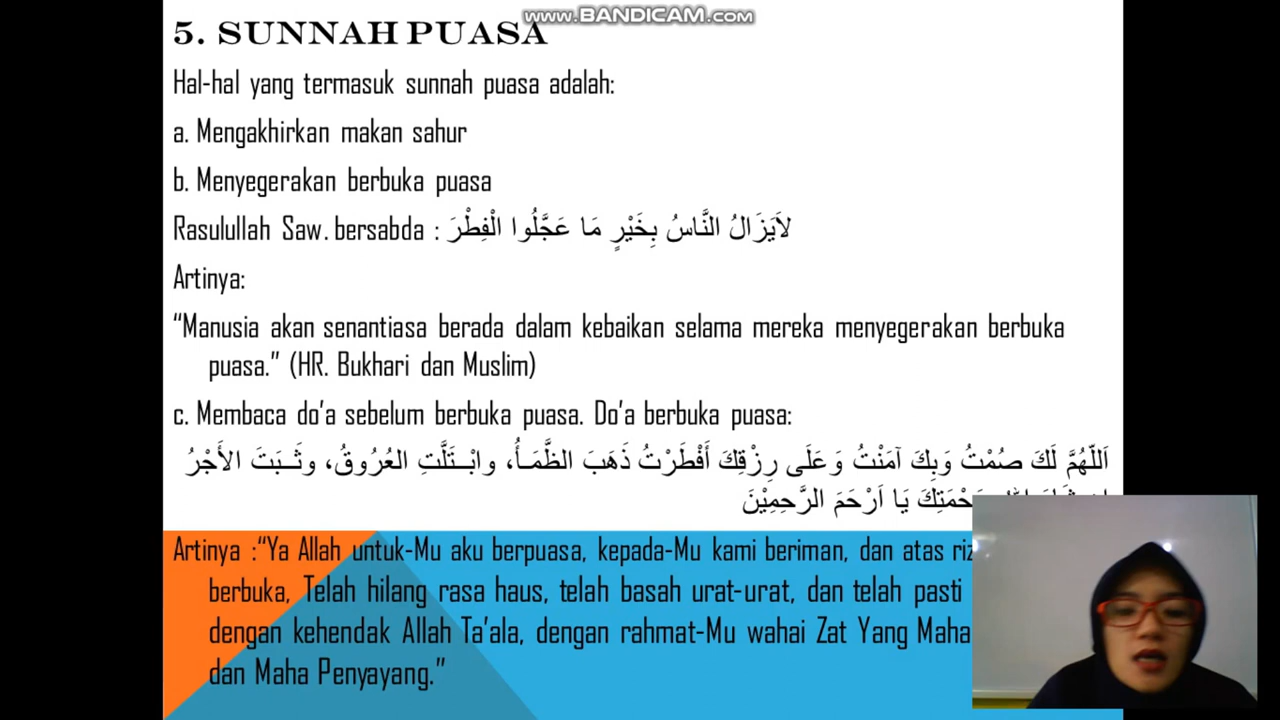 www.BANDICAM.com
5. SUNNAH PUASA
Hal-hal yang termasuk sunnah puasa adalah:
a. Mengakhirkan makan sahur
b. Menyegerakan berbuka puasa
Rasulullah Saw. bersabda : لاَيَزَالُ النَّاسُ بِخَيْرٍ مَا عَجَّلُوا الْفِطْرَ
Artinya:
“Manusia akan senantiasa berada dalam kebaikan selama mereka menyegerakan berbuka
puasa.” (HR. Bukhari dan Muslim)
c. Membaca do’a sebelum berbuka puasa. Do’a berbuka puasa:
اَللّهُمَّ لَكَ صُمْتُ وَبِكَ آمَنْتُ وَعَلَى رِزْقِكَ أَفْطَرْتُ ذَهَبَ الظَّمَـأُ، وابْـتَلَّتِ العُرُوقُ، وثَـبَتَ الأَجْرُ
يَا اَرْحَمَ الرَّحِمِيْنَ
Artinya :“Ya Allah untuk-Mu aku berpuasa, kepada-Mu kami beriman, dan atas
berbuka, Telah hilang rasa haus, telah basah urat-urat, dan telah pasti
dengan kehendak Allah Ta’ala, dengan rahmat-Mu wahai Zat Yang Maha
dan Maha Penyayang.”